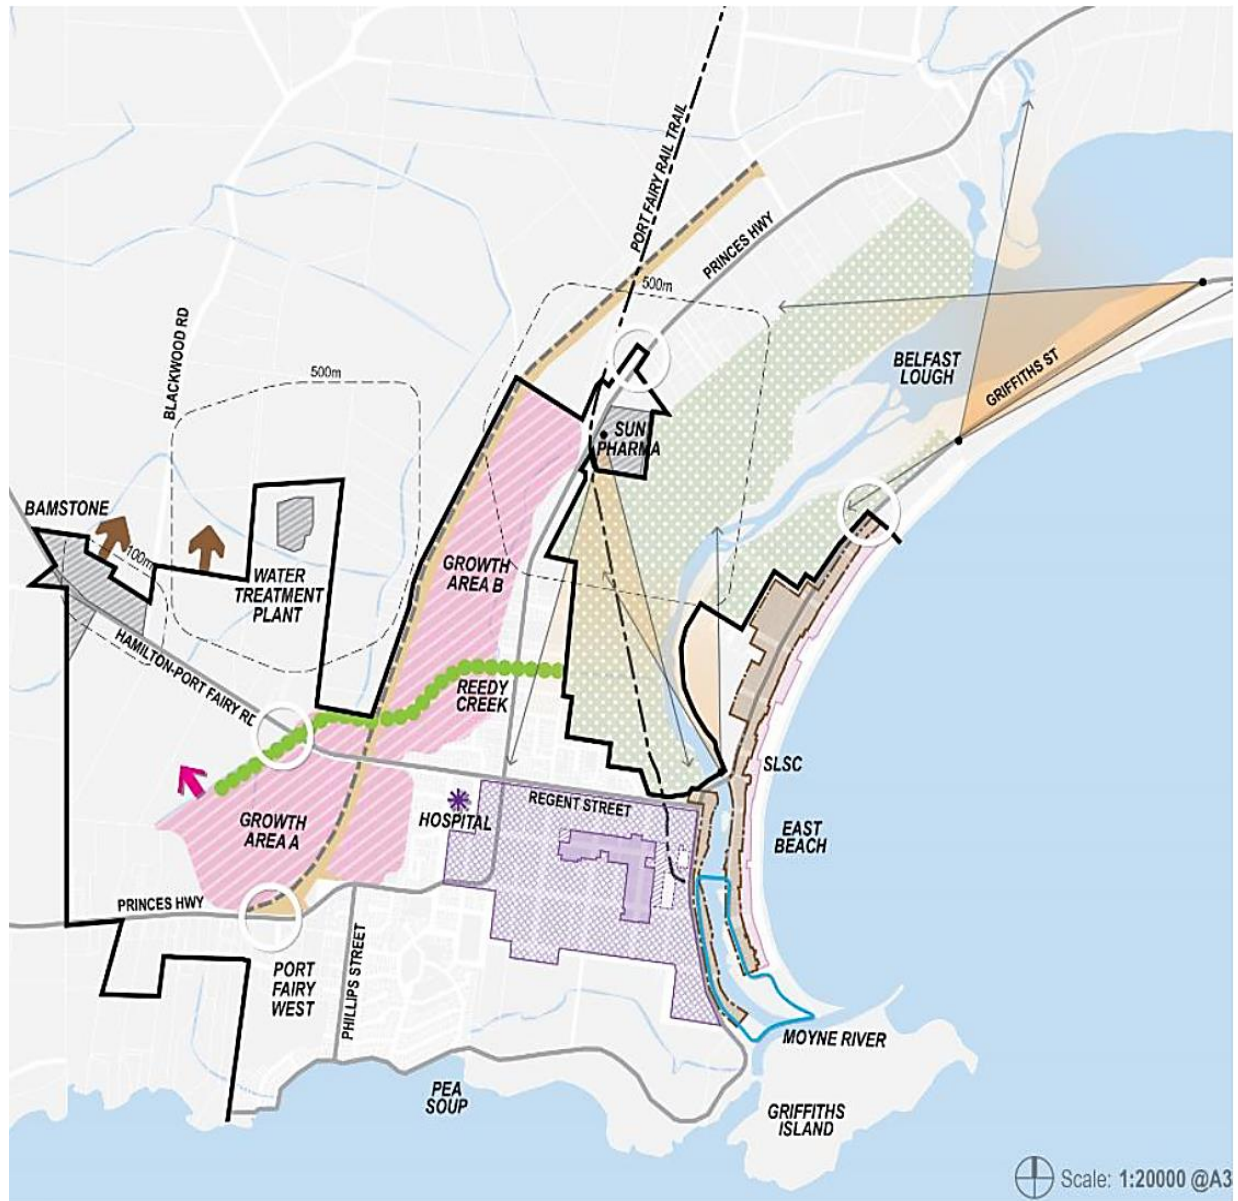 PORT FAIRY RAIL TRAIL
PRINCES HWY
500m
BLACKWOOD RD
500m
BELFAST
LOUGH
GRIFFITHS ST
SUN
PHARMA
BAMSTONE
100m
GROWTH
AREA B
WATER
TREATMENT
PLANT
HAMILTON-PORT FAIRY RD
REEDY
CREEK
SLSC
REGENT STREET
HOSPITAL
GROWTH
AREA A
EAST
BEACH
PRINCES HWY
PHILLIPS STREET
PORT
FAIRY
WEST
MOYNE RIVER
PEA
SOUP
GRIFFITHS
ISLAND
Scale: 1:20000 @A3